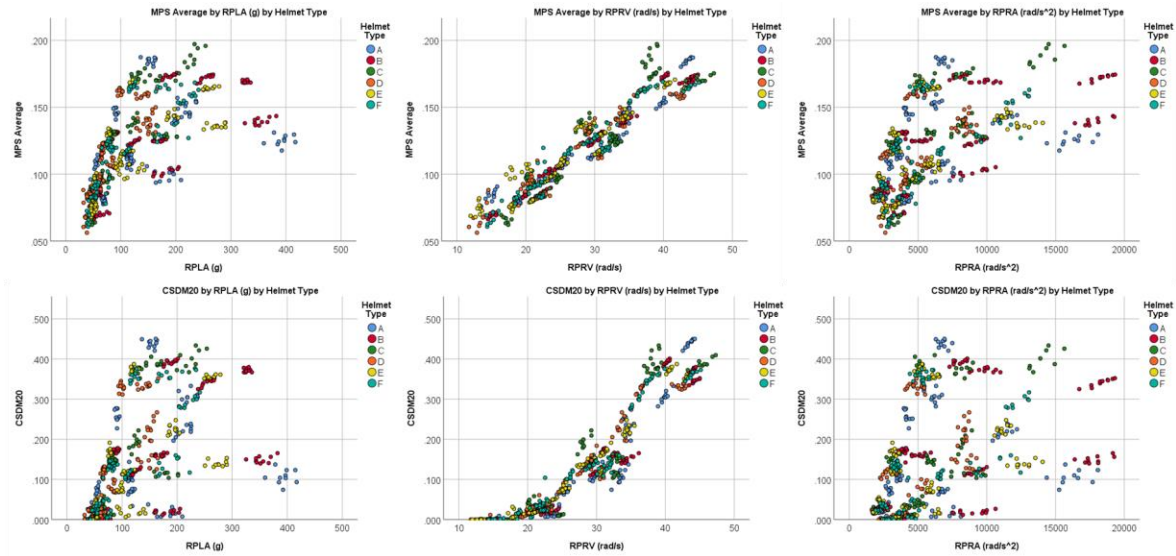 MPS Average by RPLA (g) by Helmet Type
Helmet
Type
A
B
C
D
E
F
MPS Average
.200
.150
.100
.050
0 100 200 300 400 500
RPLA (g)
MPS Average by RPRV (rad/s) by Helmet Type
Helmet
Type
A
B
C
D
E
F
MPS Average
.200
.150
.100
.050
10 20 30 40 50
RPRV (rad/s)
MPS Average by RPRA (rad/s^2) by Helmet Type
Helmet
Type
A
B
C
D
E
F
MPS Average
.200
.150
.100
.050
0 5000 10000 15000 20000
RPRA (rad/s^2)
CSDM20 by RPLA (g) by Helmet Type
Helmet
Type
A
B
C
D
E
F
CSDM20
.500
.400
.300
.200
.100
.000
0 100 200 300 400 500
RPLA (g)
CSDM20 by RPRV (rad/s) by Helmet Type
Helmet
Type
A
B
C
D
E
F
CSDM20
.500
.400
.300
.200
.100
.000
10 20 30 40 50
RPRV (rad/s)
CSDM20 by RPRA (rad/s^2) by Helmet Type
Helmet
Type
A
B
C
D
E
F
CSDM20
.500
.400
.300
.200
.100
.000
0 5000 10000 15000 20000
RPRA (rad/s^2)